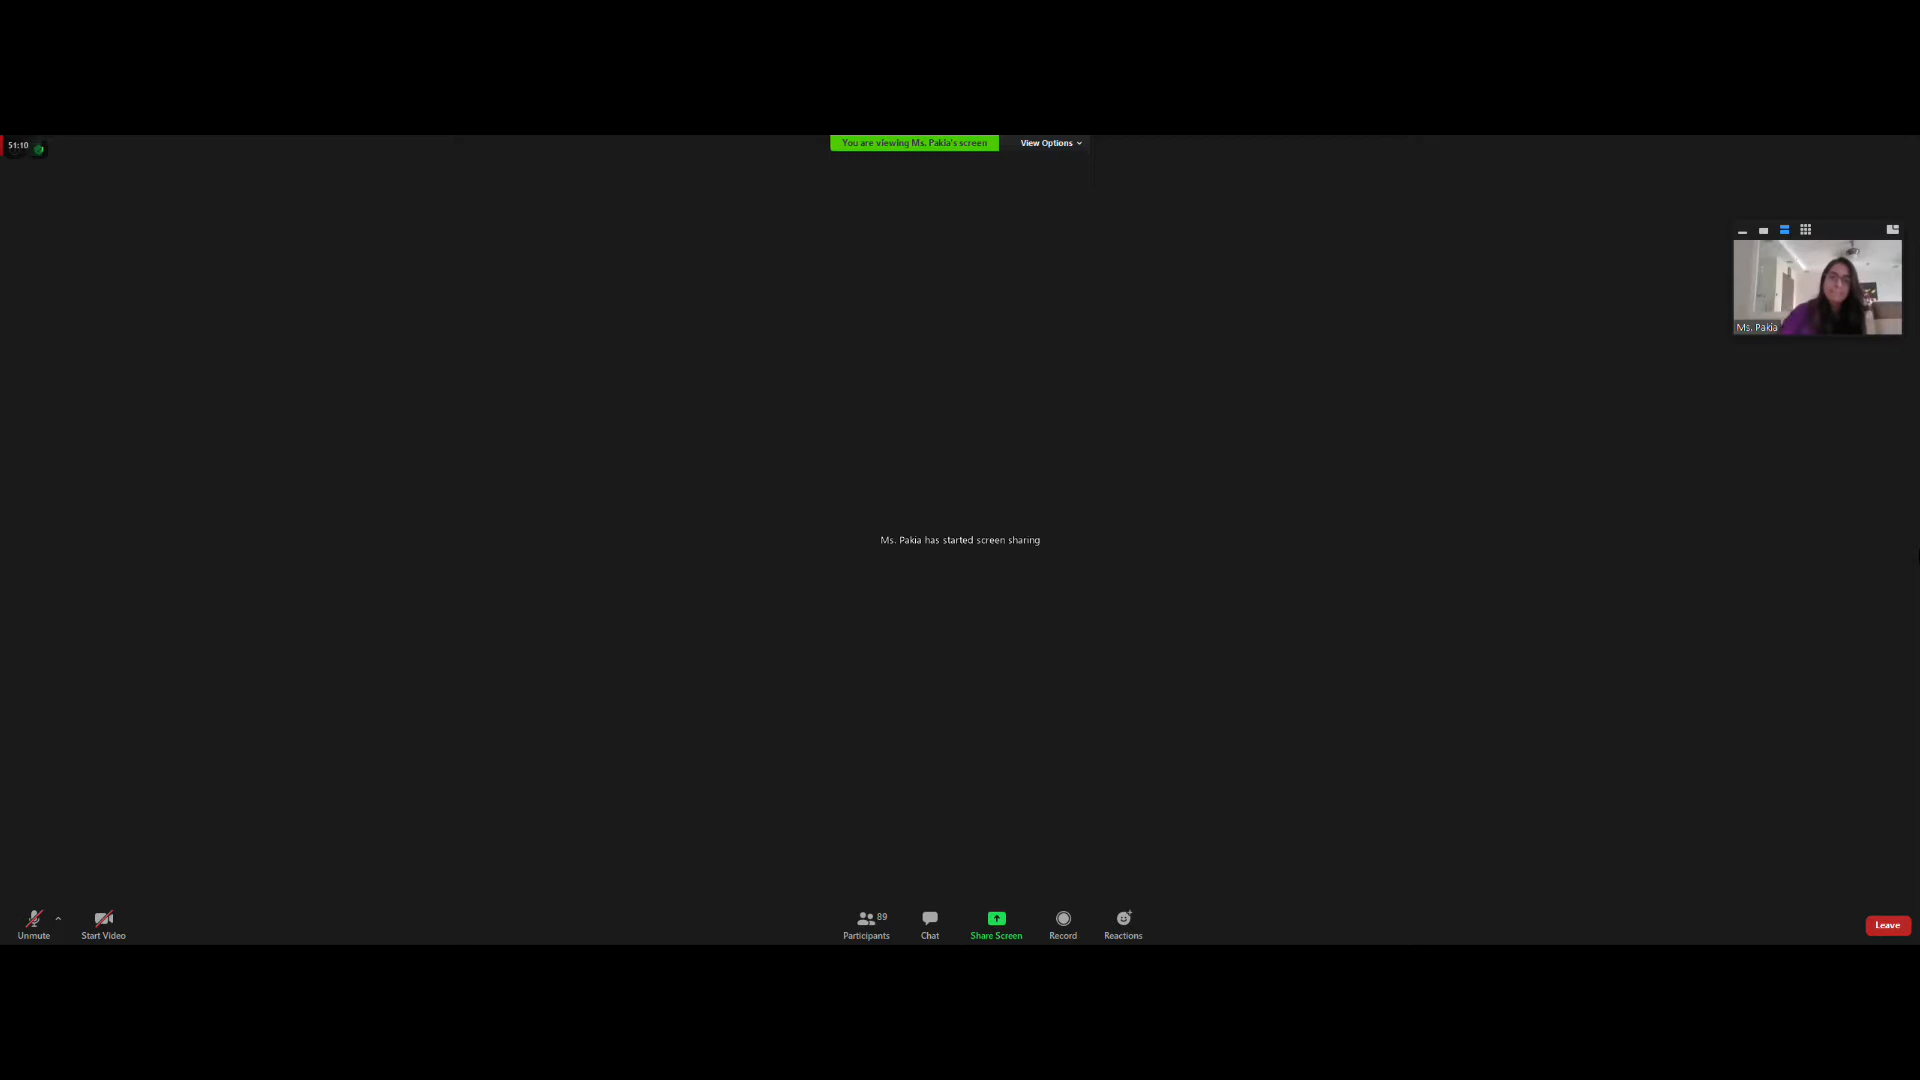 51:10
You are viewing Ms. Pakia's screen
View Options
Ms. Pakia
Ms. Pakia has started screen sharing
Unmute
Start Video
89
Participants
Chat
Share Screen
Record
Reactions
Leave